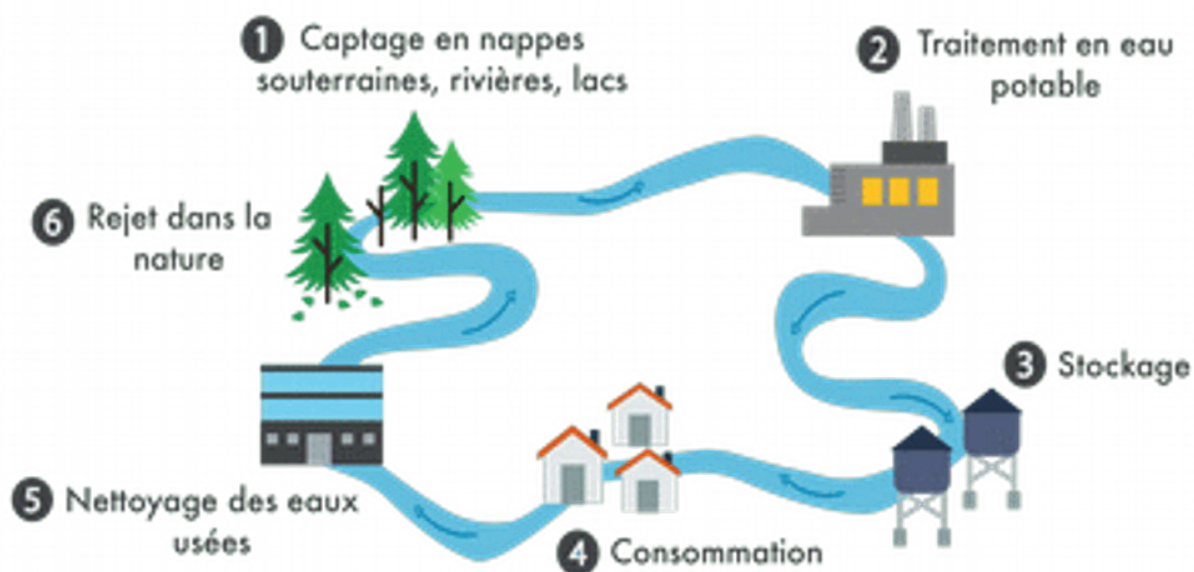 1 Captage en nappes
souterraines, rivières, lacs
2 Traitement en eau
potable
6 Rejet dans la
nature
3 Stockage
5 Nettoyage des eaux
usées
4 Consommation